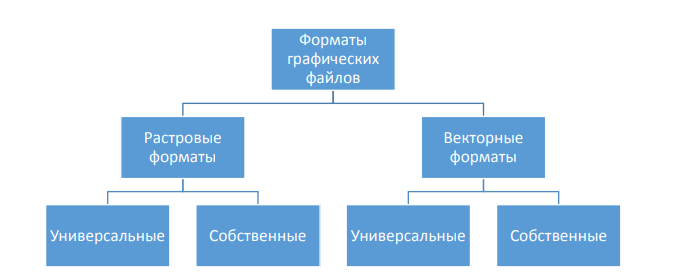 Форматы
графических
файлов
Растровые
форматы
Векторные
форматы
Универсальные
Собственные
Универсальные
Собственные